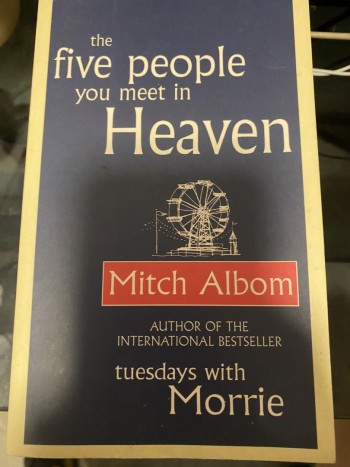 the
five people
you meet in
Heaven
Mitch Albom
AUTHOR OF THE
INTERNATIONAL BESTSELLER
tuesdays with
Morrie